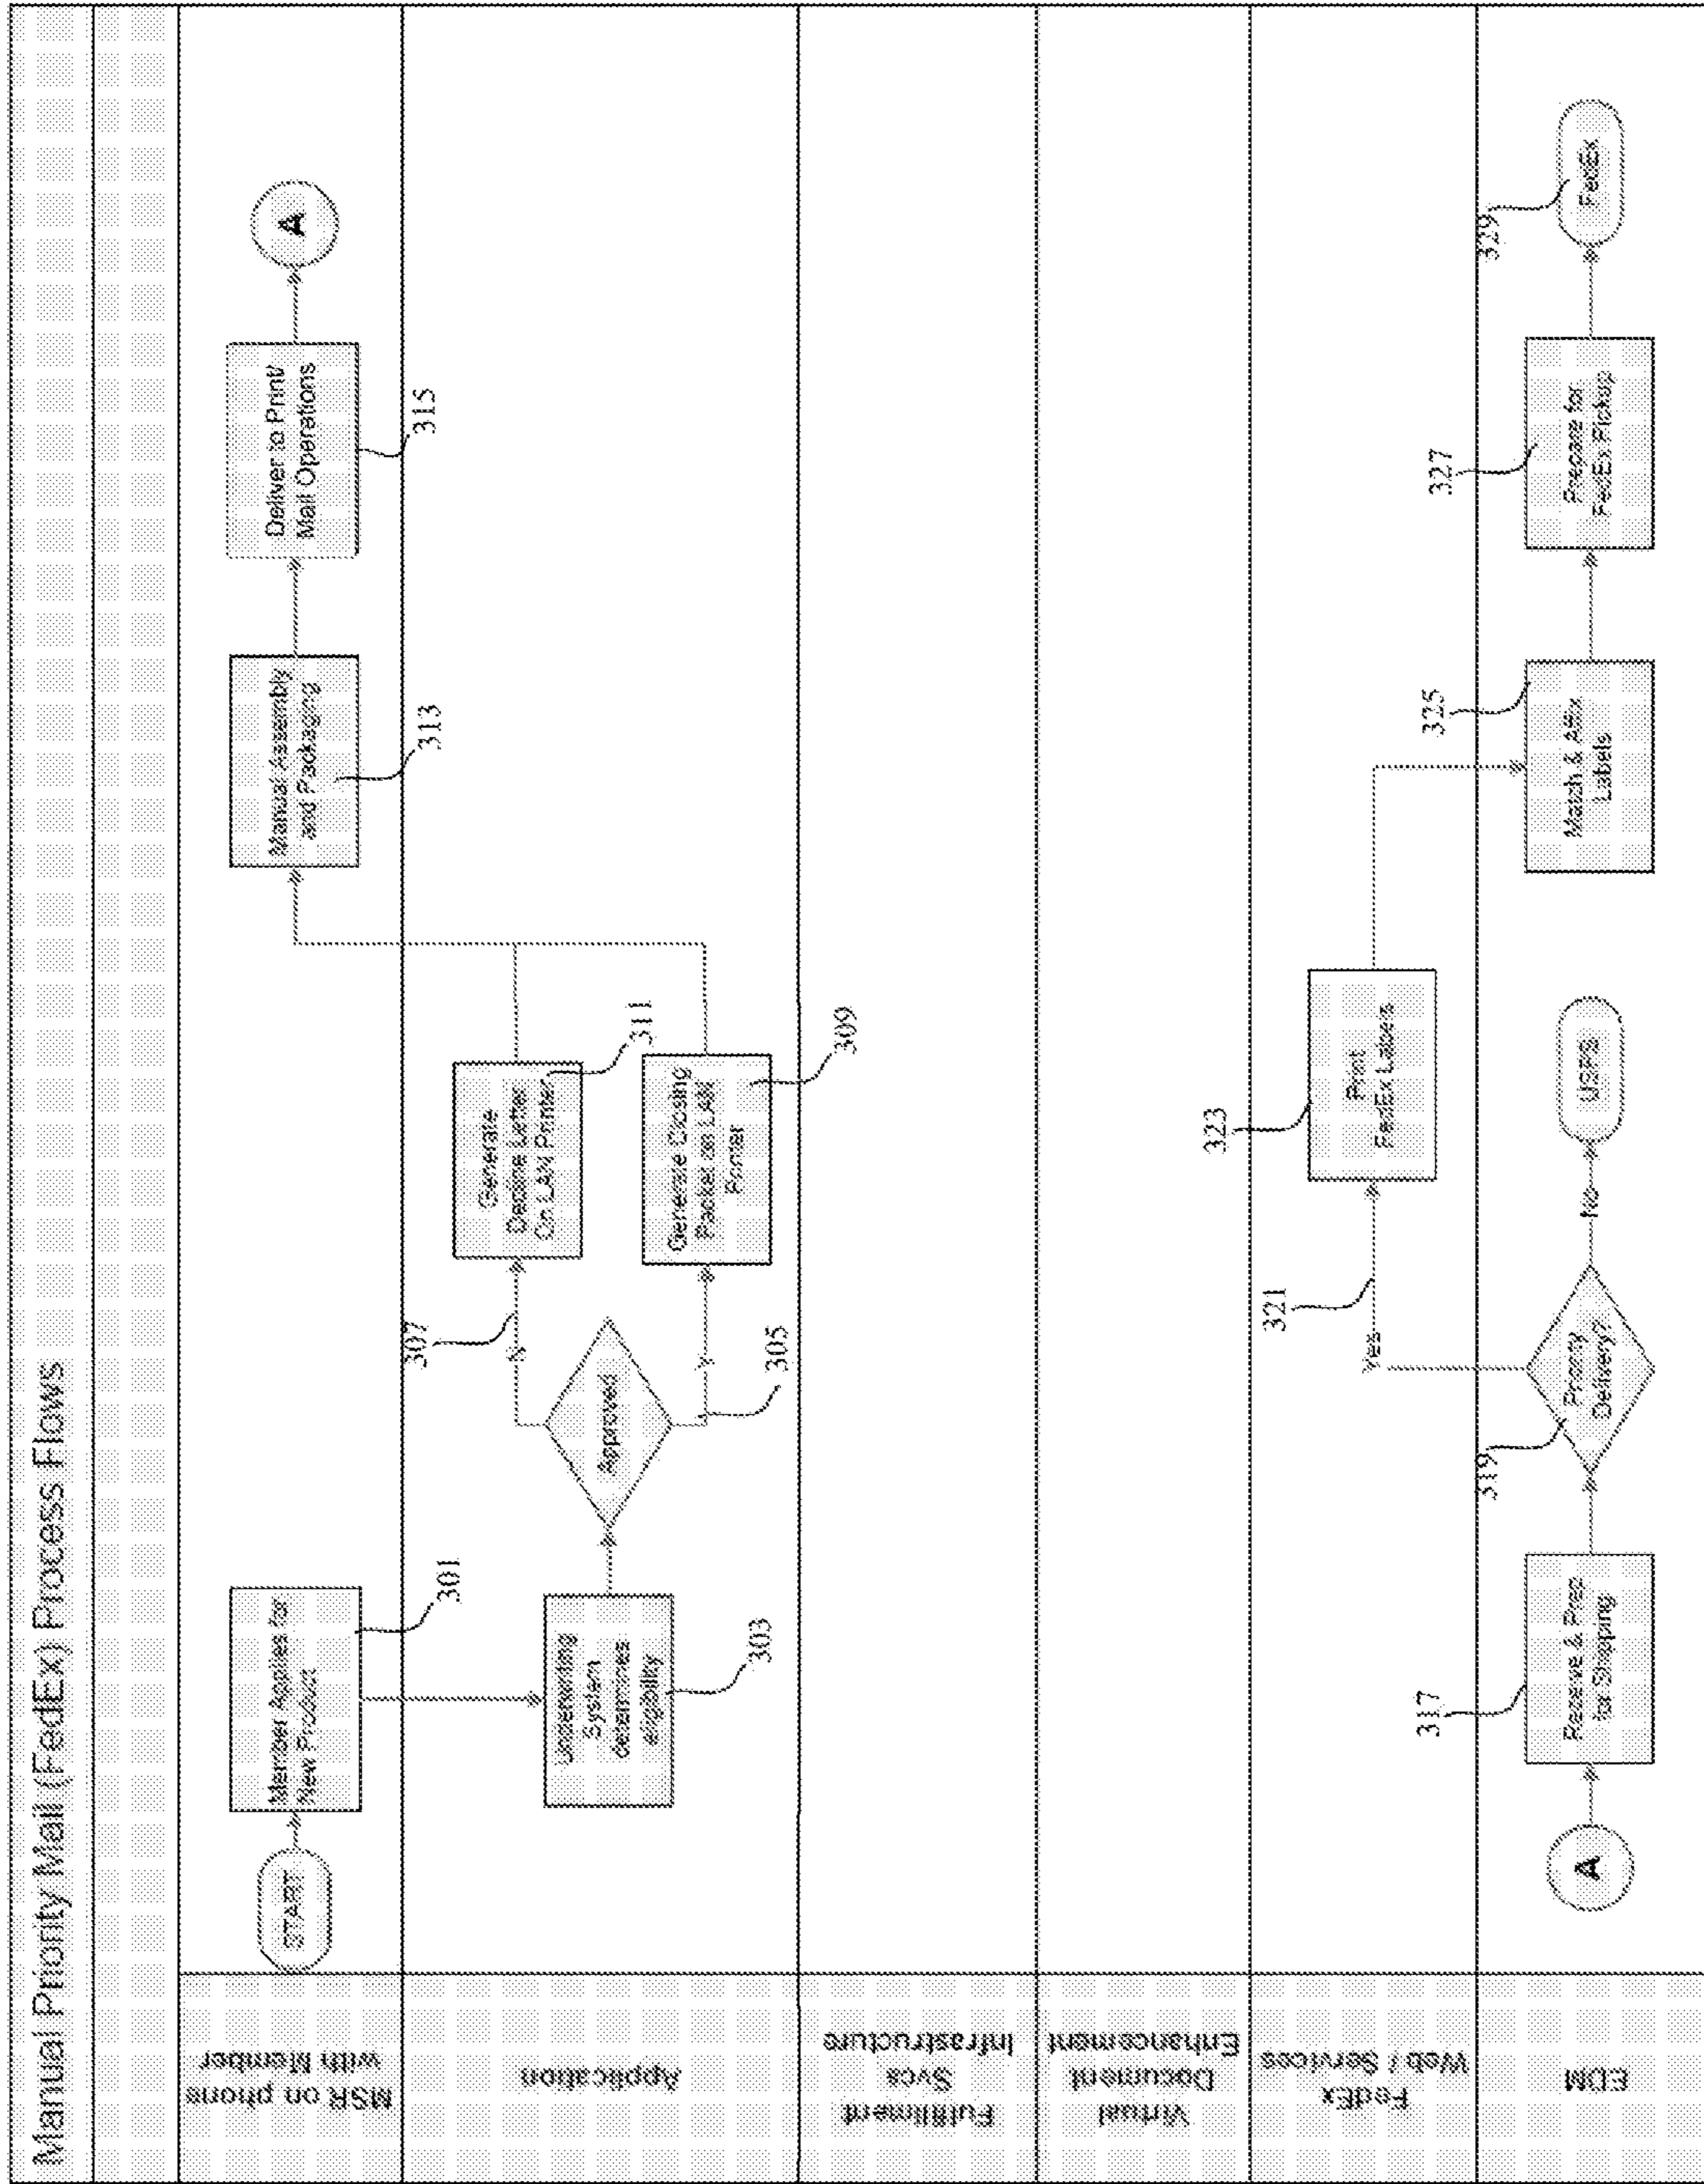 Manual Priority Mail (FedEx) Process Flows
MSR on phone
with Member
START
Member Applies for
New Product
301
Manual Assembly
and Packaging
313
Deliver to Print/
Mail Operations
315
A
Application
Underwriting
System
determines
eligibility
303
Approved
N
307
Y
305
Generate
Decline Letter
On LAN Printer
311
Generate Closing
Packet on LAN
Printer
309
Fulfillment
Svcs
Infrastructure
Virtual
Document
Enhancement
FedEx
Web / Services
Yes
321
Print
FedEx Labels
323
EDM
A
Receive & Prep
for Shipping
317
Priority
Delivery?
319
No
USPS
Match & Affix
Labels
325
Prepare for
FedEx Pickup
327
FedEx
329